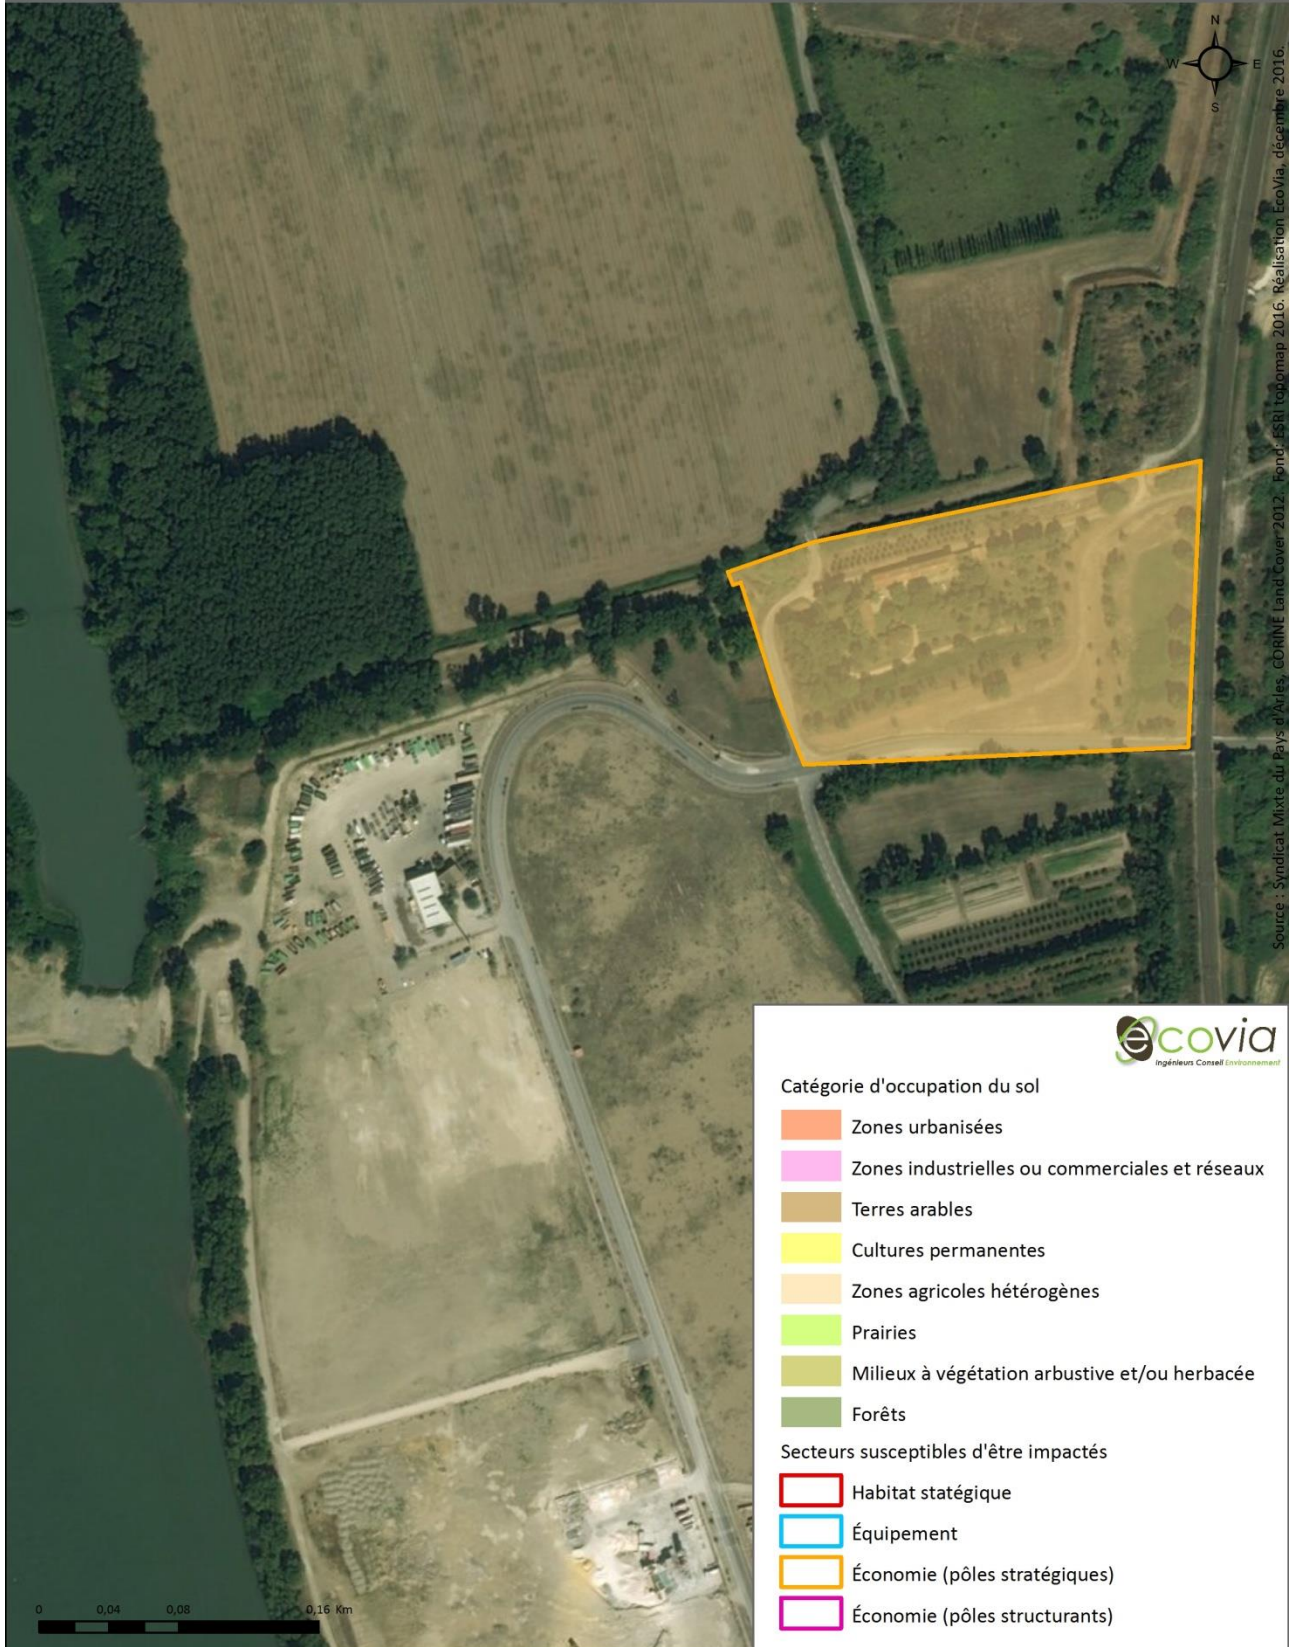 N
W E
S
Source : Syndicat Mixte du Pays d'Arles, CORINE Land Cover 2012. Fond: ESRI topomap 2016. Réalisation EcoVia, décembre 2016.
ecovia
Ingénieurs Conseil Environnement
Catégorie d'occupation du sol
Zones urbanisées
Zones industrielles ou commerciales et réseaux
Terres arables
Cultures permanentes
Zones agricoles hétérogènes
Prairies
Milieux à végétation arbustive et/ou herbacée
Forêts
Secteurs susceptibles d'être impactés
Habitat statégique
Équipement
Économie (pôles stratégiques)
Économie (pôles structurants)
0 0,04 0,08 0,16 Km